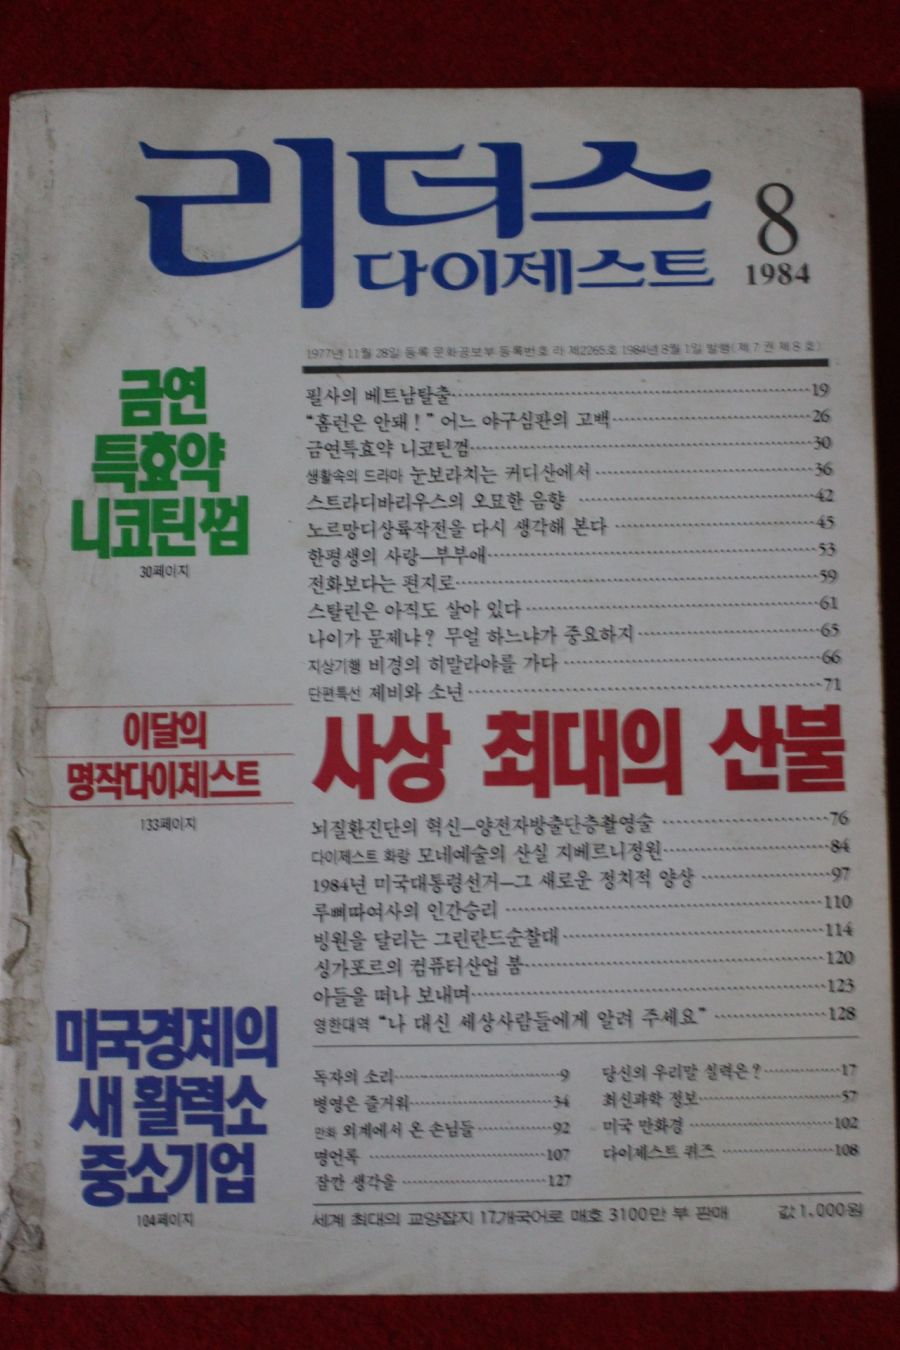 리더스
다이제스트
8
1984
1977년 11월 28일 등록 문화공보부 등록번호 라 제2265호 1984년 8월 1일 발행(제 7 권 제 8 호)
금연
특효약
니코틴껌
30페이지
필사의 베트남탈출 19
“홈런은 안돼!” 어느 야구심판의 고백 26
금연특효약 니코틴껌 30
생활속의 드라마 눈보라치는 커디산에서 36
스트라디바리우스의 오묘한 음향 42
노르망디상륙작전을 다시 생각해 본다 45
한평생의 사랑—부부애 53
전화보다는 편지로 59
스탈린은 아직도 살아 있다 61
나이가 문제냐? 무얼 하느냐가 중요하지 65
지상기행 비경의 히말라야를 가다 66
단편특선 제비와 소년 71
이달의
명작다이제스트
133페이지
사상 최대의 산불
뇌질환진단의 혁신—양전자방출단층촬영술 76
다이제스트 화랑 모네예술의 산실 지베르니정원 84
1984년 미국대통령선거—그 새로운 정치적 양상 97
루삐따여사의 인간승리 110
빙원을 달리는 그린란드순찰대 114
싱가포르의 컴퓨터산업 붐 120
아들을 떠나 보내며 123
영한대역 “나 대신 세상사람들에게 알려 주세요” 128
미국경제의
새 활력소
중소기업
104페이지
독자의 소리 9
병영은 즐거워 34
만화 외계에서 온 손님들 92
명언록 107
잠깐 생각을 127
당신의 우리말 실력은? 17
최신과학 정보 57
미국 만화경 102
다이제스트 퀴즈 108
세계 최대의 교양잡지 17개국어로 매호 3100만 부 판매 값 1,000원